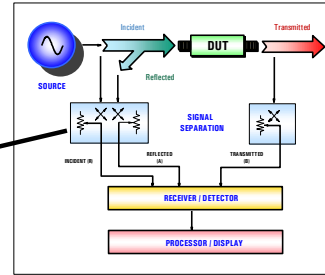 Incident
Transmitted
DUT
SOURCE
Reflected
SIGNAL
SEPARATION
INCIDENT (R)
REFLECTED
(A)
TRANSMITTED
(B)
RECEIVER / DETECTOR
PROCESSOR / DISPLAY